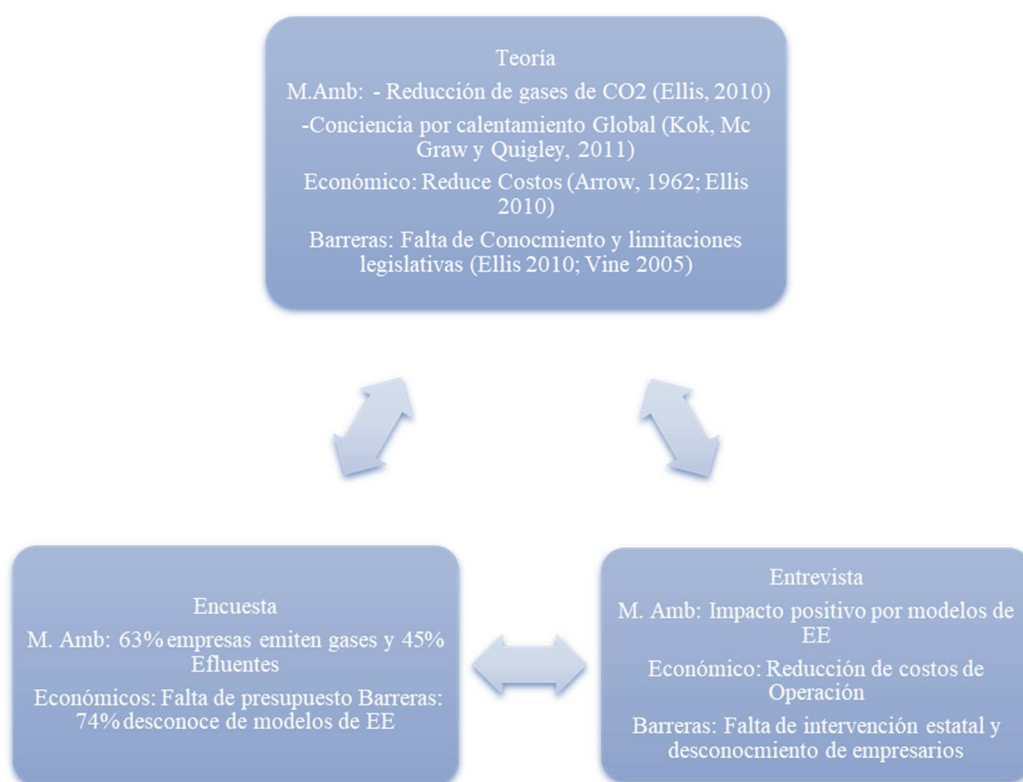 Teoría
M.Amb: - Reducción de gases de CO2 (Ellis, 2010)
-Conciencia por calentamiento Global (Kok, Mc
Graw y Quigley, 2011)
Económico: Reduce Costos (Arrow, 1962; Ellis
2010)
Barreras: Falta de Conocmiento y limitaciones
legislativas (Ellis 2010; Vine 2005)
Encuesta
M. Amb: 63% empresas emiten gases y 45%
Efluentes
Económicos: Falta de presupuesto Barreras:
74% desconoce de modelos de EE
Entrevista
M. Amb: Impacto positivo por modelos de
EE
Económico: Reducción de costos de
Operación
Barreras: Falta de intervención estatal y
desconocmiento de empresarios